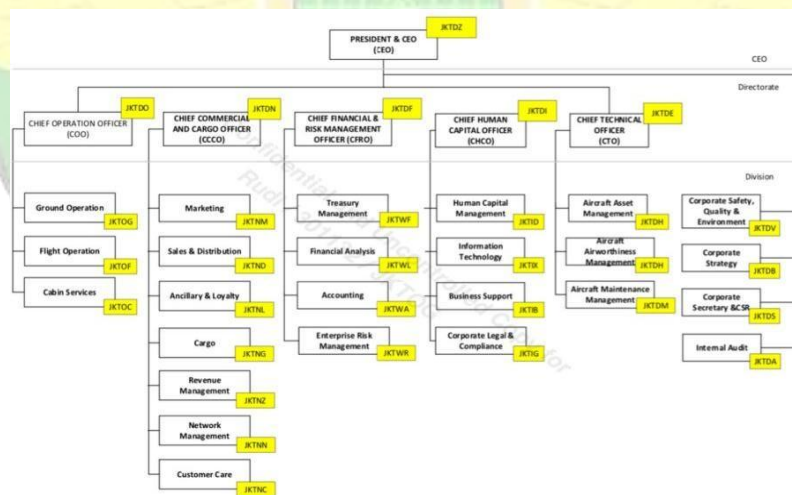 JKTDZ
PRESIDENT & CEO
(CEO)
CEO
Directorate
JKTDO
CHIEF OPERATION OFFICER
(COO)
JKTDN
CHIEF COMMERCIAL
AND CARGO OFFICER
(CCCO)
JKTDF
CHIEF FINANCIAL &
RISK MANAGEMENT
OFFICER (CFRO)
JKTDI
CHIEF HUMAN
CAPITAL OFFICER
(CHCO)
JKTDE
CHIEF TECHNICAL
OFFICER
(CTO)
Division
Ground Operation
JKTOG
Flight Operation
JKTOF
Cabin Services
JKTOC
Marketing
JKTNM
Sales & Distribution
JKTND
Ancillary & Loyalty
JKTNL
Cargo
JKTNG
Revenue
Management
JKTNZ
Network
Management
JKTNN
Customer Care
JKTNC
Treasury
Management
JKTWF
Financial Analysis
JKTWL
Accounting
JKTWA
Enterprise Risk
Management
JKTWR
Human Capital
Management
JKTID
Information
Technology
JKTIX
Business Support
JKTIB
Corporate Legal &
Compliance
JKTIG
Aircraft Asset
Management
JKTDH
Aircraft
Airworthiness
Management
JKTDH
Aircraft Maintenance
Management
JKTDM
Corporate Safety,
Quality &
Environment
JKTDV
Corporate
Strategy
JKTDB
Corporate
Secretary &CSR
JKTDS
Internal Audit
JKTDA
Confidential and Uncontrolled Copy for